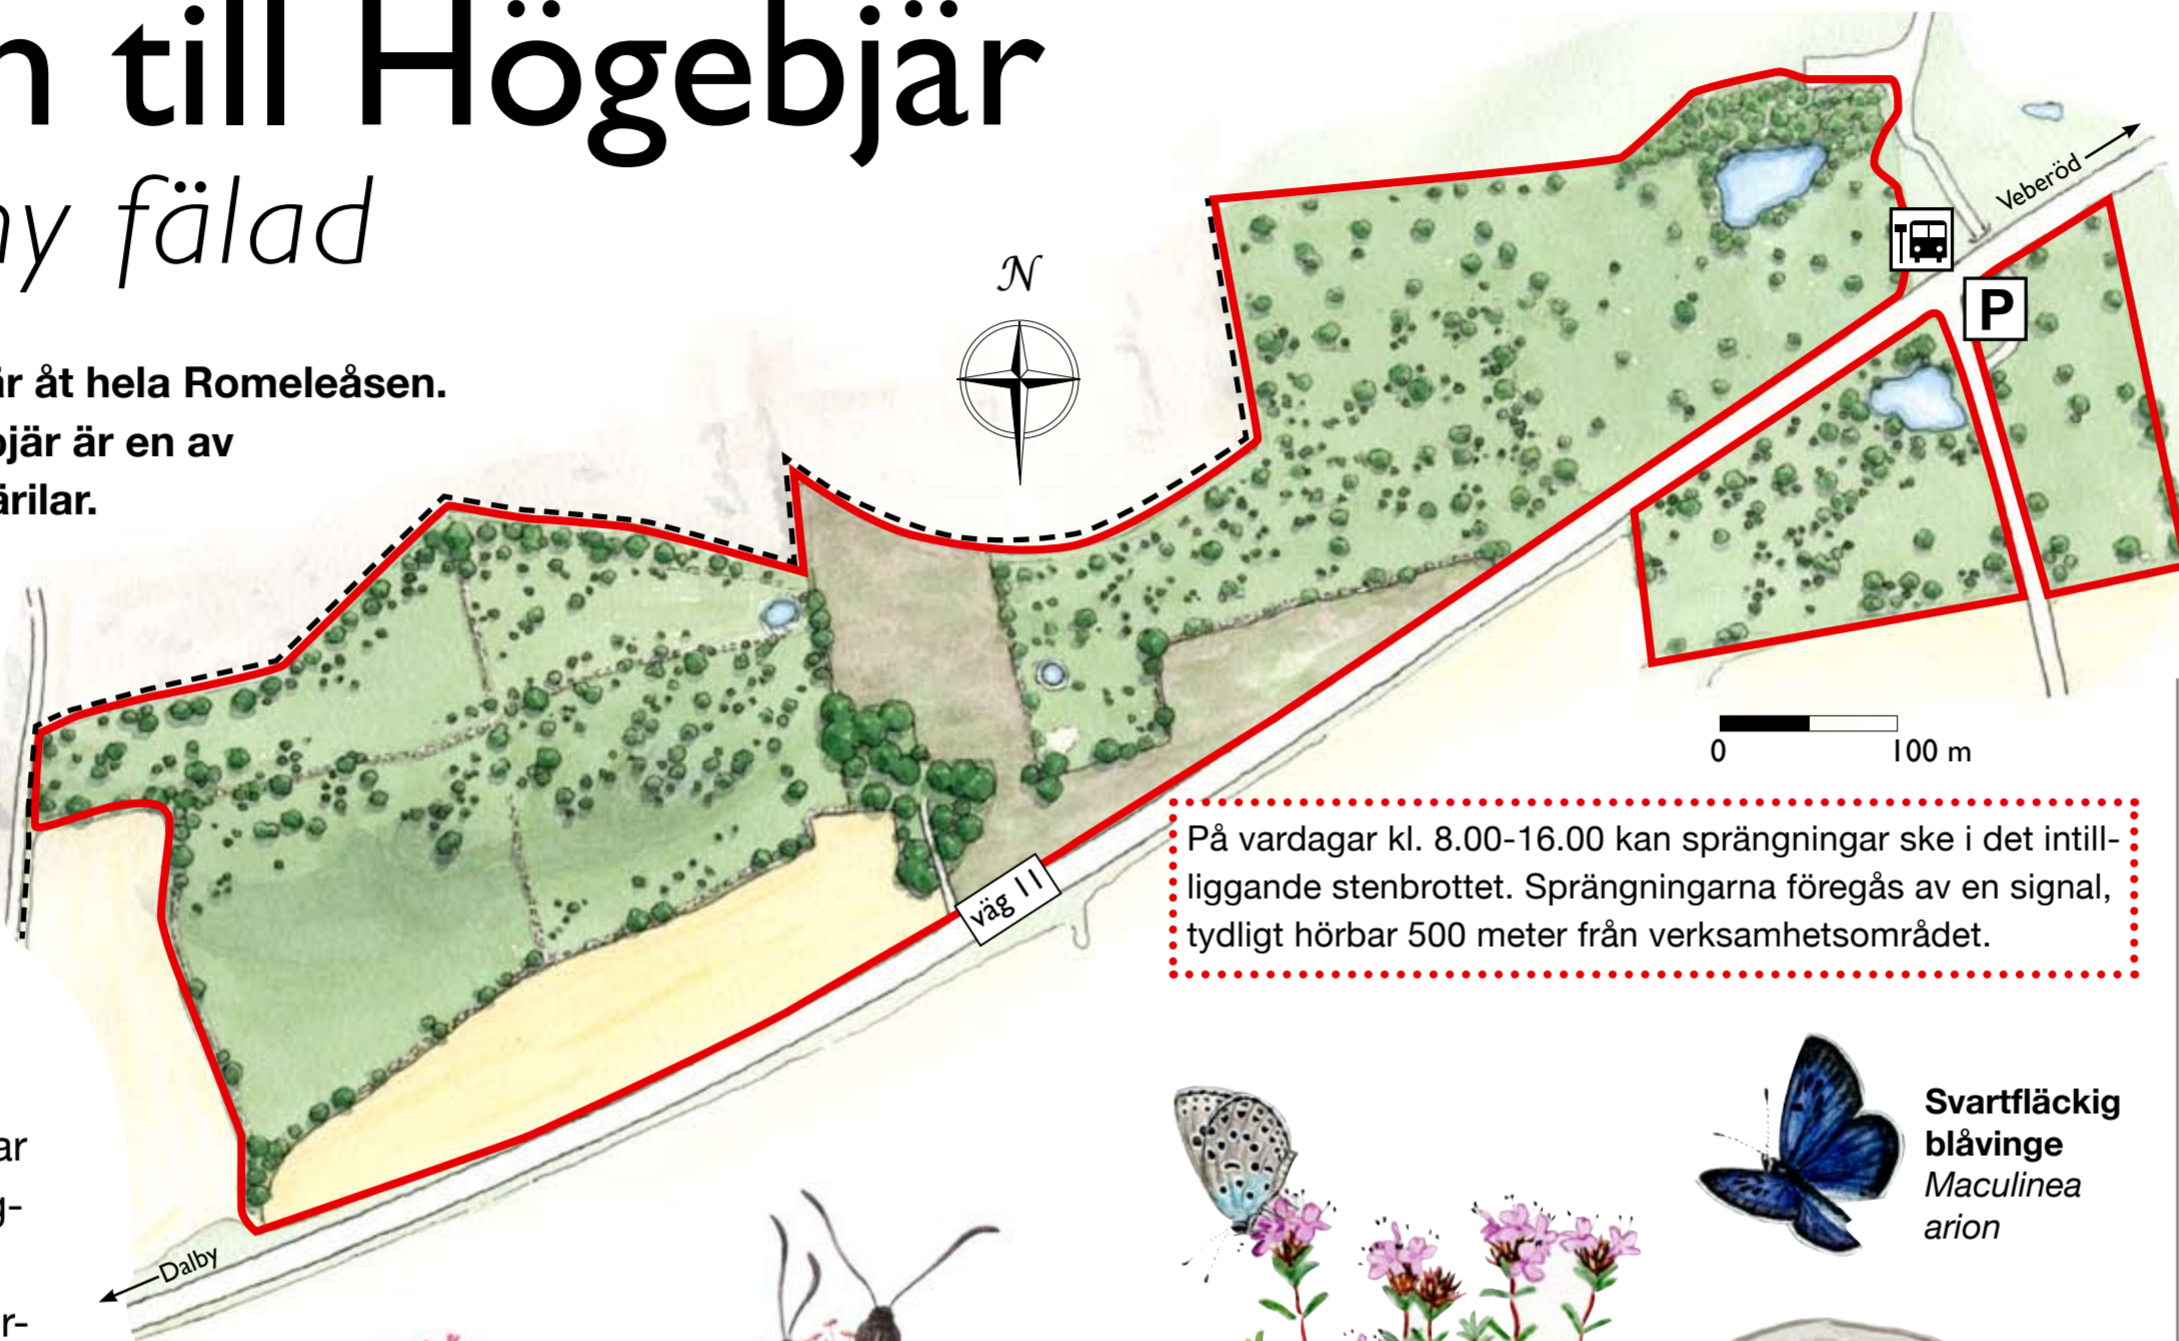 n till Högebjär
ny fälad
är åt hela Romeleåsen.
bjär är en av
ärilar.
N
Veberöd
P
0 100 m
väg 11
På vardagar kl. 8.00-16.00 kan sprängningar ske i det intill-
liggande stenbrottet. Sprängningarna föregås av en signal,
tydligt hörbar 500 meter från verksamhetsområdet.
Svartfläckig
blåvinge
Maculinea
arion
ar
g-
Dalby
r-